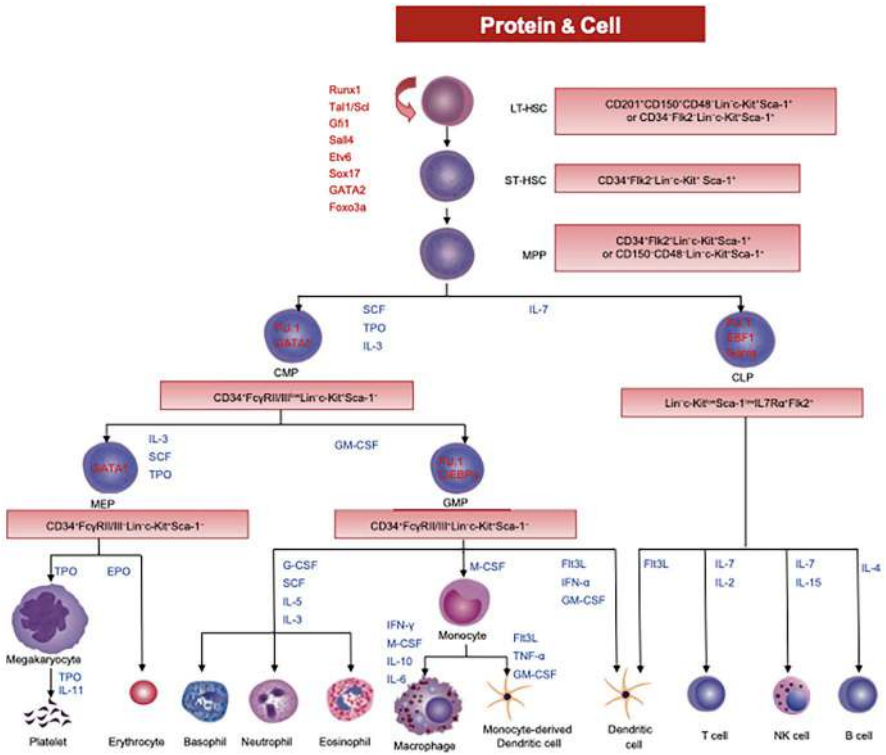 Protein & Cell
Runx1
Tal1/Scl
Gfi1
Sall4
Etv6
Sox17
GATA2
Foxo3a
LT-HSC
CD201⁺CD150⁺CD48⁻Lin⁻c-Kit⁺Sca-1⁺
or CD34⁻Flk2⁻Lin⁻c-Kit⁺Sca-1⁺
ST-HSC
CD34⁺Flk2⁻Lin⁻c-Kit⁺ Sca-1⁺
MPP
CD34⁺Flk2⁺Lin⁻c-Kit⁺Sca-1⁺
or CD150⁻CD48⁻Lin⁻c-Kit⁺Sca-1⁺
SCF
TPO
IL-3
IL-7
PU.1
CMP
EBF1
CLP
CD34⁺FcγRII/IIIˡᵒʷLin⁻c-Kit⁺Sca-1⁻
Lin⁻c-KitˡᵒʷSca-1ˡᵒʷIL7Rα⁺Flk2⁺
GATA1
MEP
IL-3
SCF
TPO
GM-CSF
PU.1
GMP
CD34⁺FcγRII/III⁻Lin⁻c-Kit⁺Sca-1⁻
CD34⁺FcγRII/III⁺Lin⁻c-Kit⁺Sca-1⁻
TPO
EPO
G-CSF
SCF
IL-5
IL-3
M-CSF
Flt3L
IFN-α
GM-CSF
Flt3L
IL-7
IL-2
IL-7
IL-15
IL-4
Megakaryocyte
Monocyte
IFN-γ
M-CSF
IL-10
IL-6
Flt3L
TNF-α
GM-CSF
TPO
IL-11
Platelet
Erythrocyte
Basophil
Neutrophil
Eosinophil
Macrophage
Monocyte-derived
Dendritic cell
Dendritic
cell
T cell
NK cell
B cell